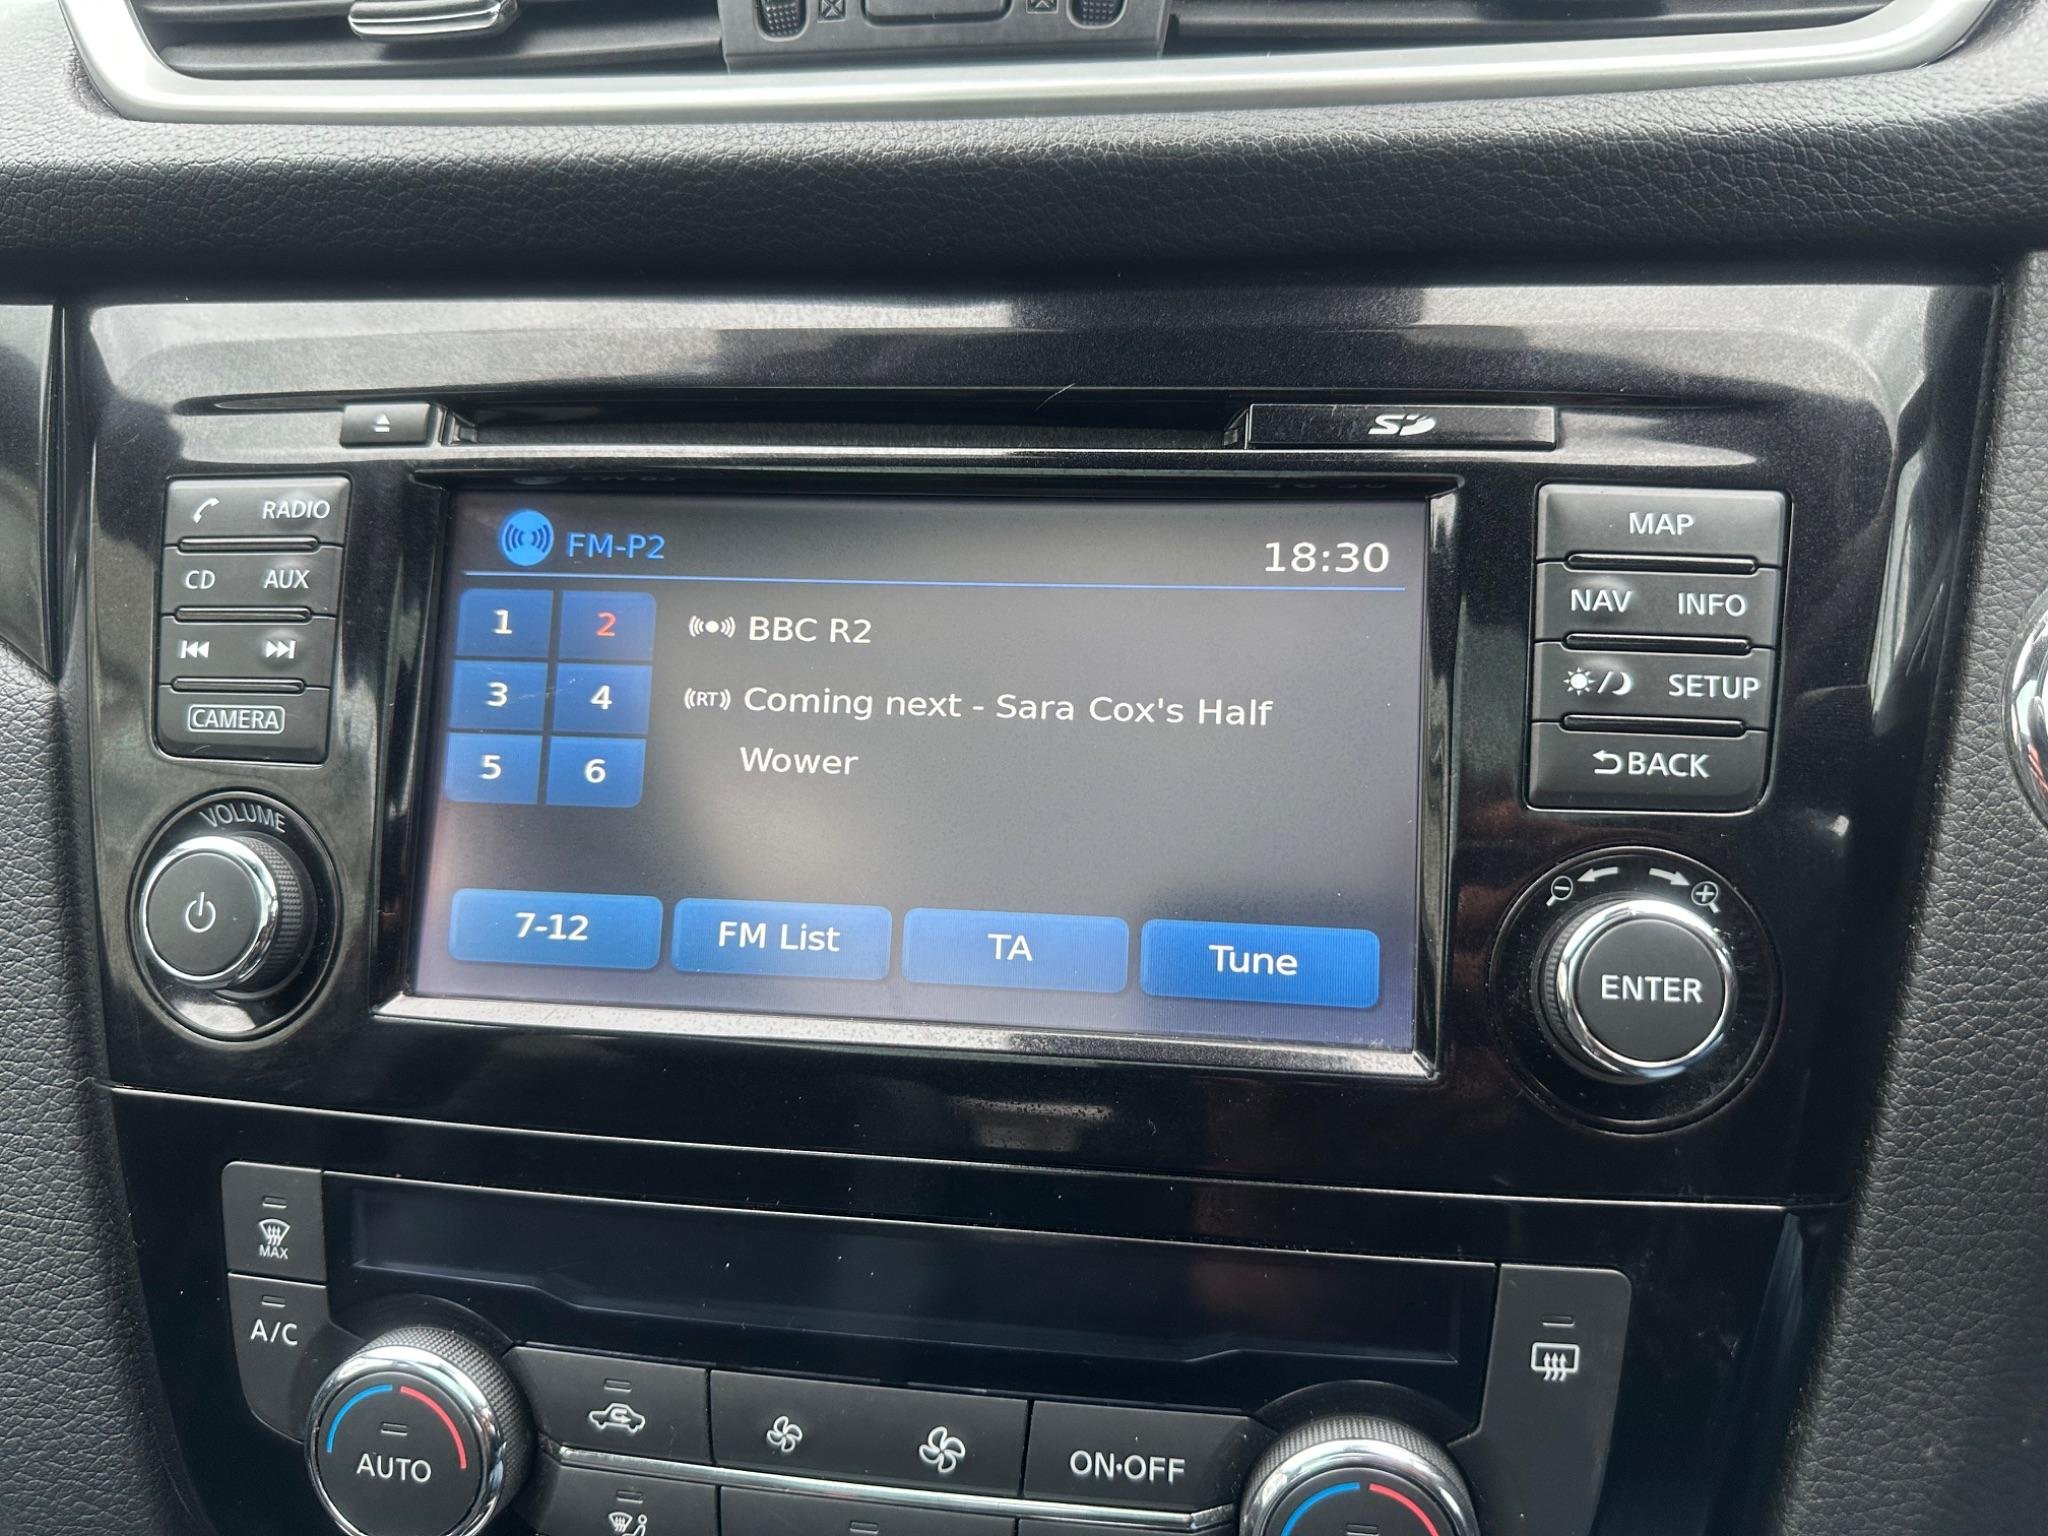 SD
RADIO
CD AUX
CAMERA
VOLUME
FM-P2
18:30
1 2
3 4
5 6
BBC R2
RT Coming next - Sara Cox's Half
Wower
7-12 FM List TA Tune
MAP
NAV INFO
SETUP
BACK
ENTER
MAX
A/C
AUTO
ON•OFF